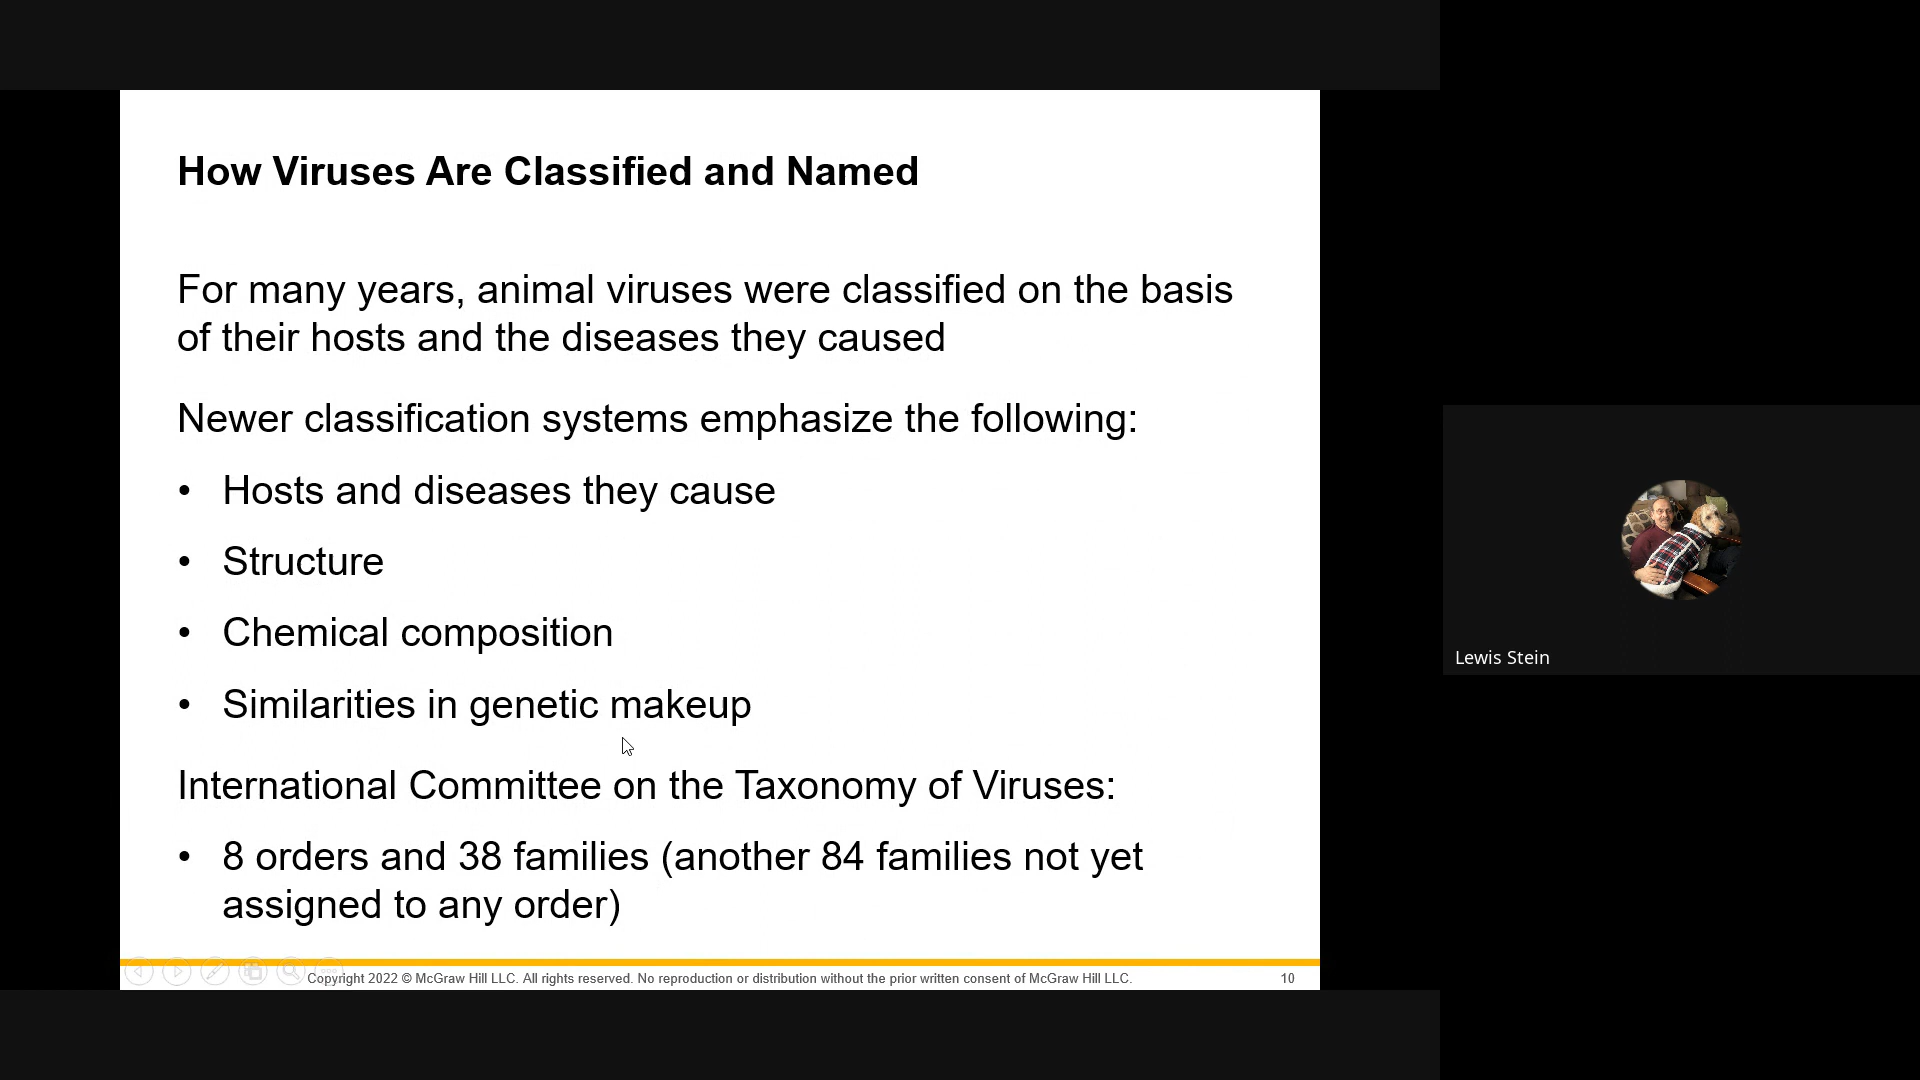 How Viruses Are Classified and Named
For many years, animal viruses were classified on the basis
of their hosts and the diseases they caused
Newer classification systems emphasize the following:
• Hosts and diseases they cause
• Structure
• Chemical composition
• Similarities in genetic makeup
International Committee on the Taxonomy of Viruses:
• 8 orders and 38 families (another 84 families not yet
assigned to any order)
Copyright 2022 © McGraw Hill LLC. All rights reserved. No reproduction or distribution without the prior written consent of McGraw Hill LLC.
10
Lewis Stein